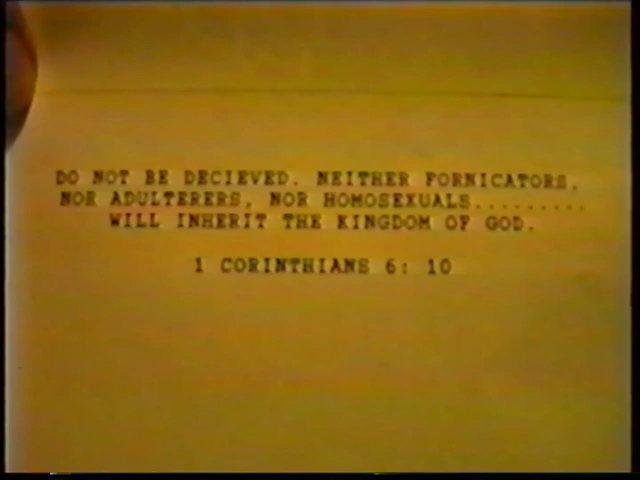 DO NOT BE DECIEVED. NEITHER FORNICATORS,
NOR ADULTERERS, NOR HOMOSEXUALS.........
WILL INHERIT THE KINGDOM OF GOD.
1 CORINTHIANS 6: 10